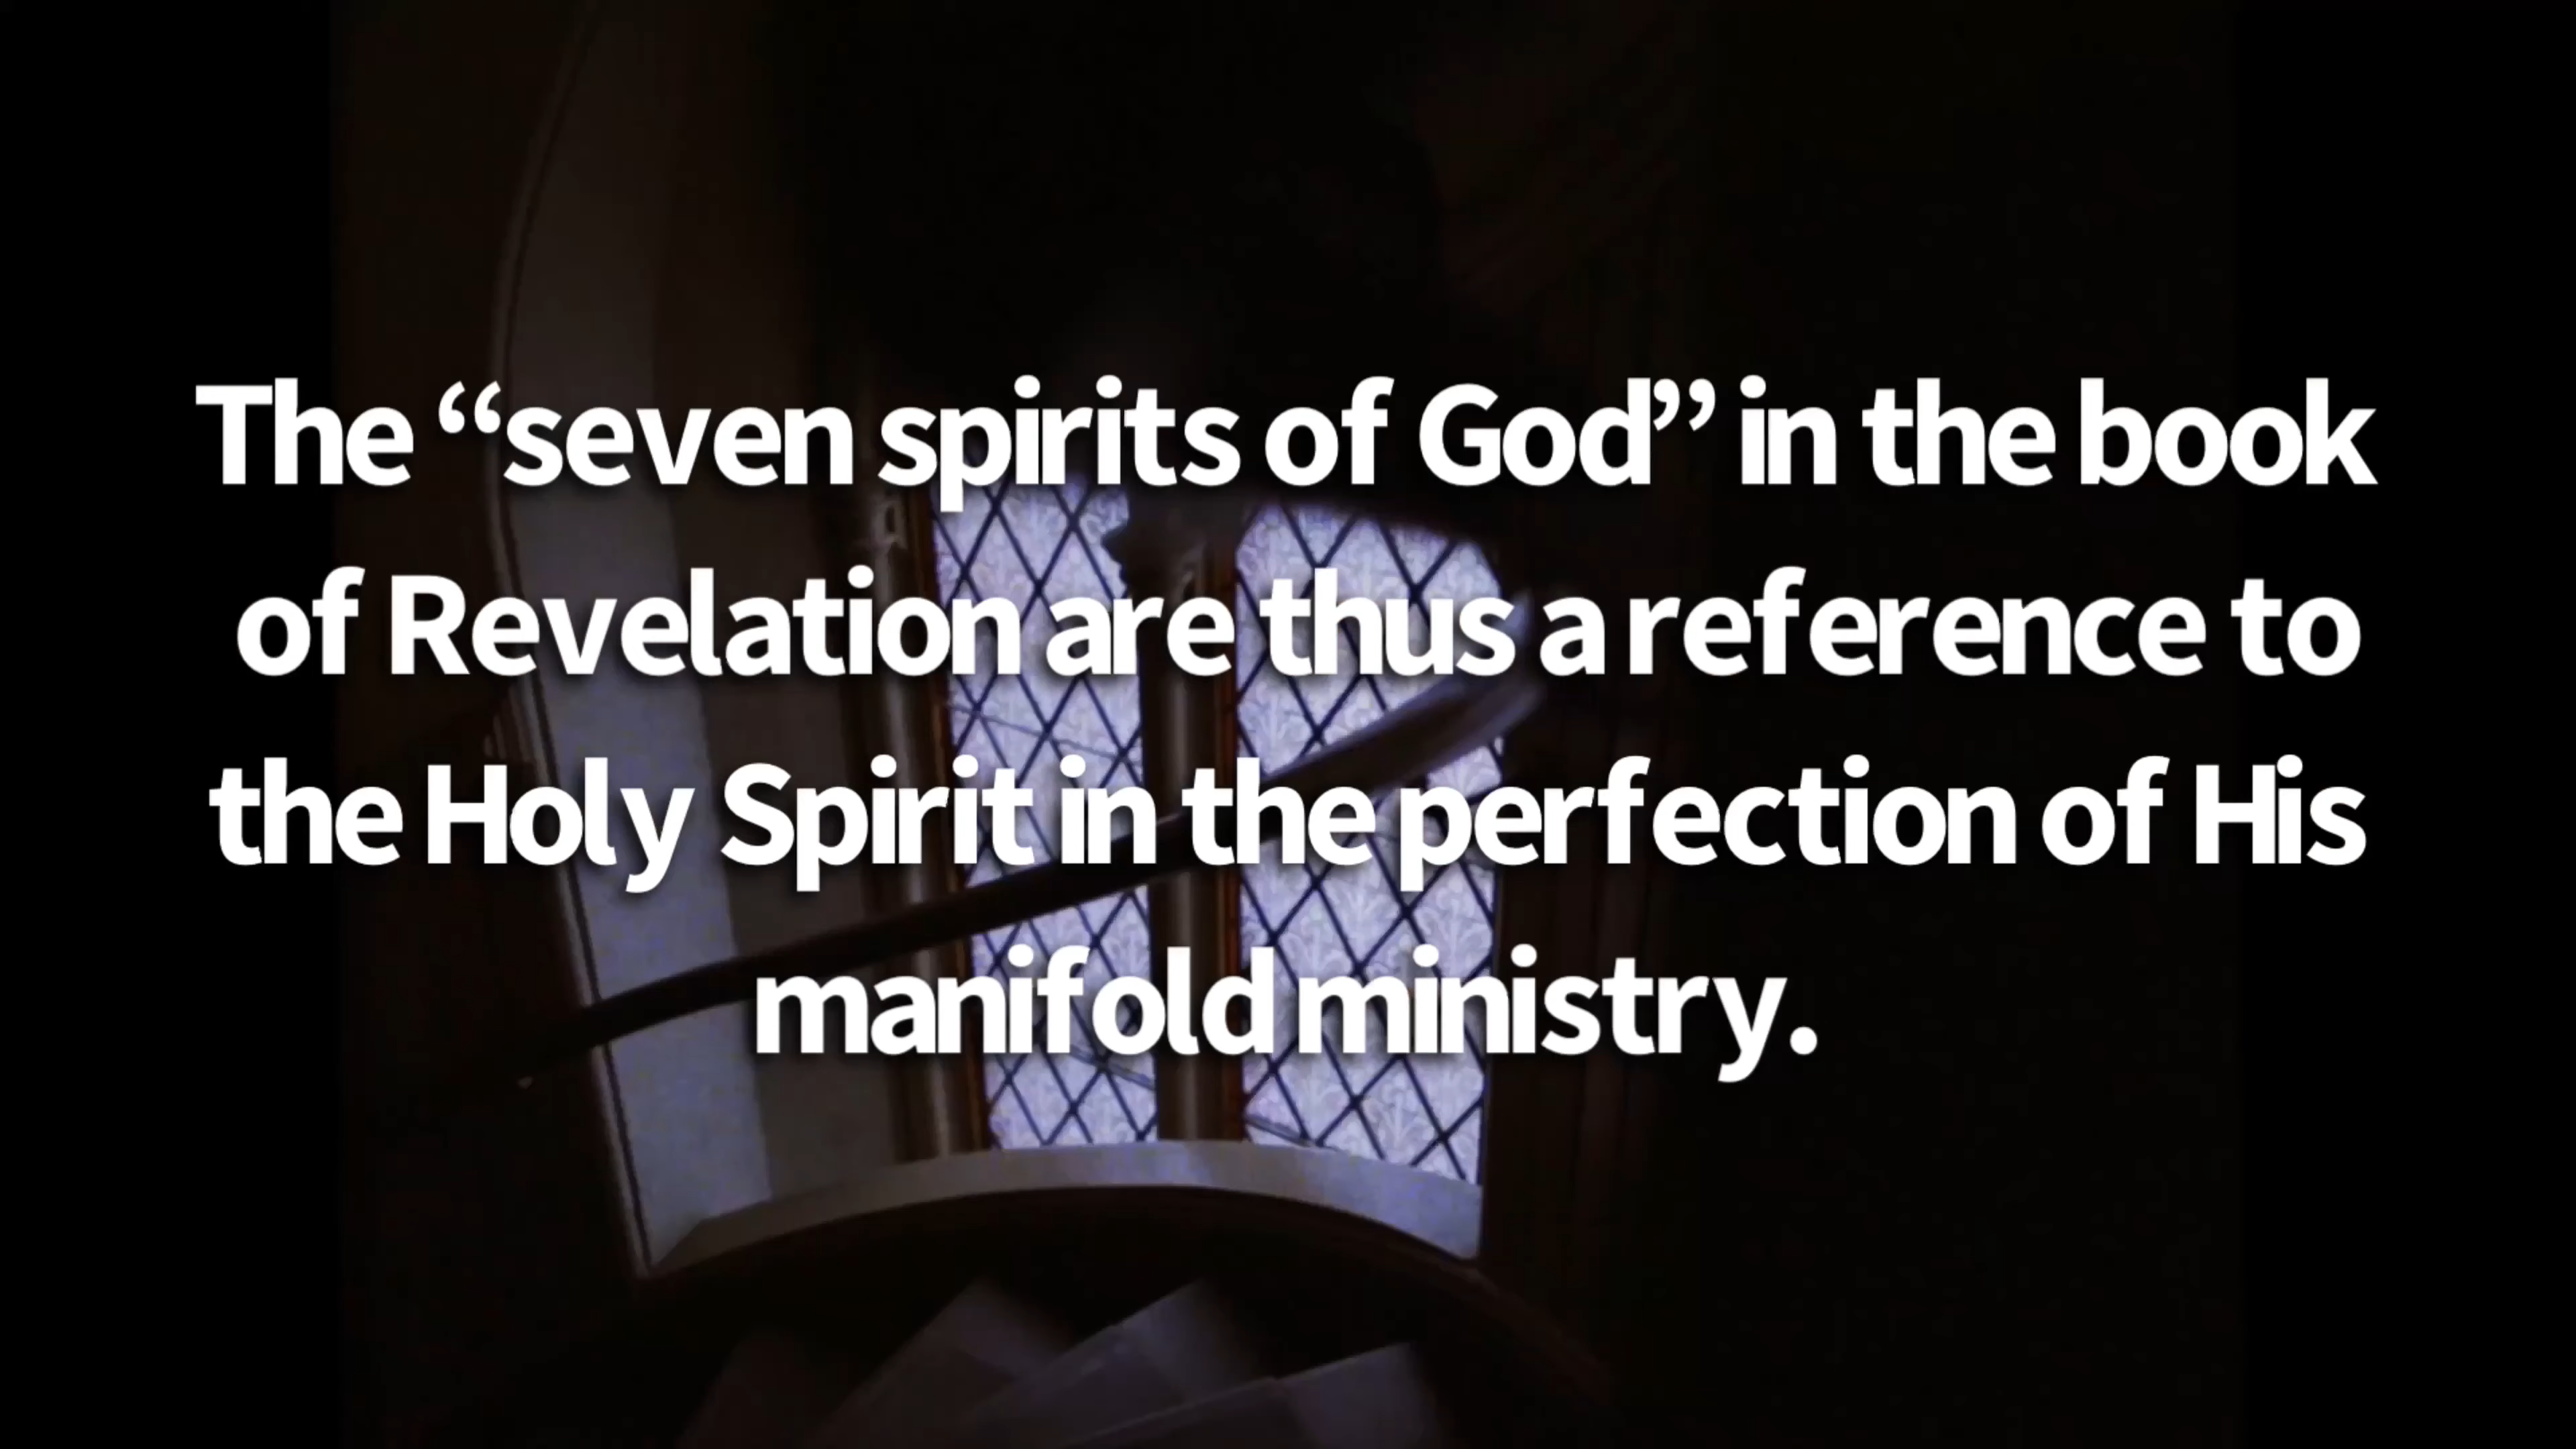 The “seven spirits of God” in the book
of Revelation are thus a reference to
the Holy Spirit in the perfection of His
manifold ministry.